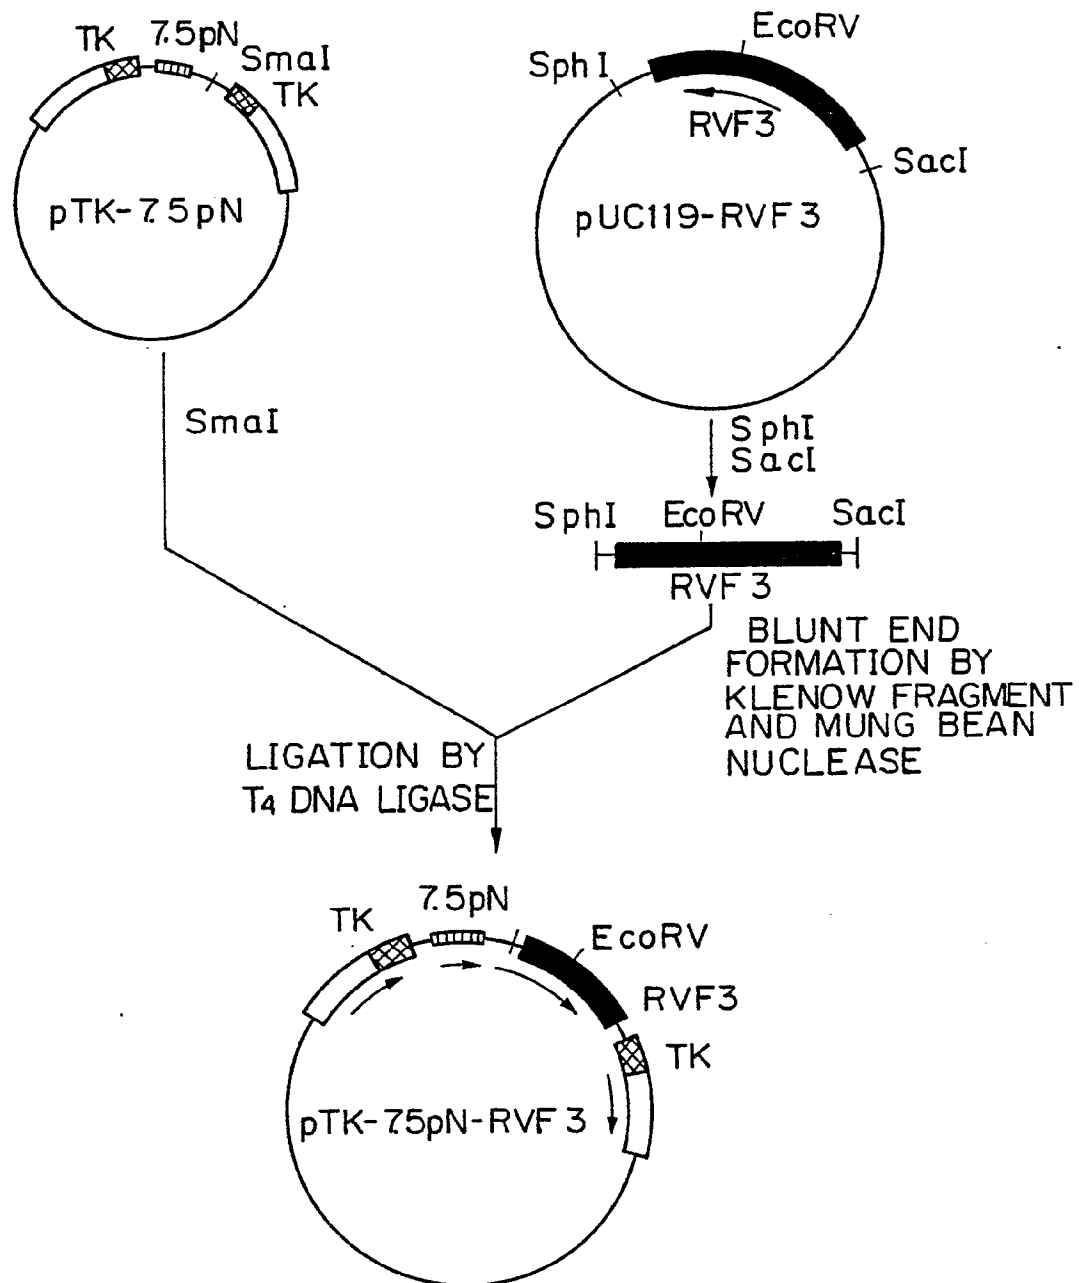 TK
7.5pN
SmaI
TK
pTK-7.5pN
EcoRV
SphI
RVF3
SacI
pUC119-RVF3
SmaI
SphI
SacI
SphI
EcoRV
SacI
RVF3
BLUNT END
FORMATION BY
KLENOW FRAGMENT
AND MUNG BEAN
NUCLEASE
LIGATION BY
T4 DNA LIGASE
7.5pN
TK
EcoRV
RVF3
TK
pTK-75pN-RVF3